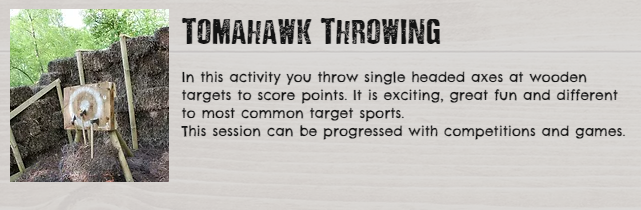 Tomahawk Throwing
In this activity you throw single headed axes at wooden
targets to score points. It is exciting, great fun and different
to most common target sports.
This session can be progressed with competitions and games.